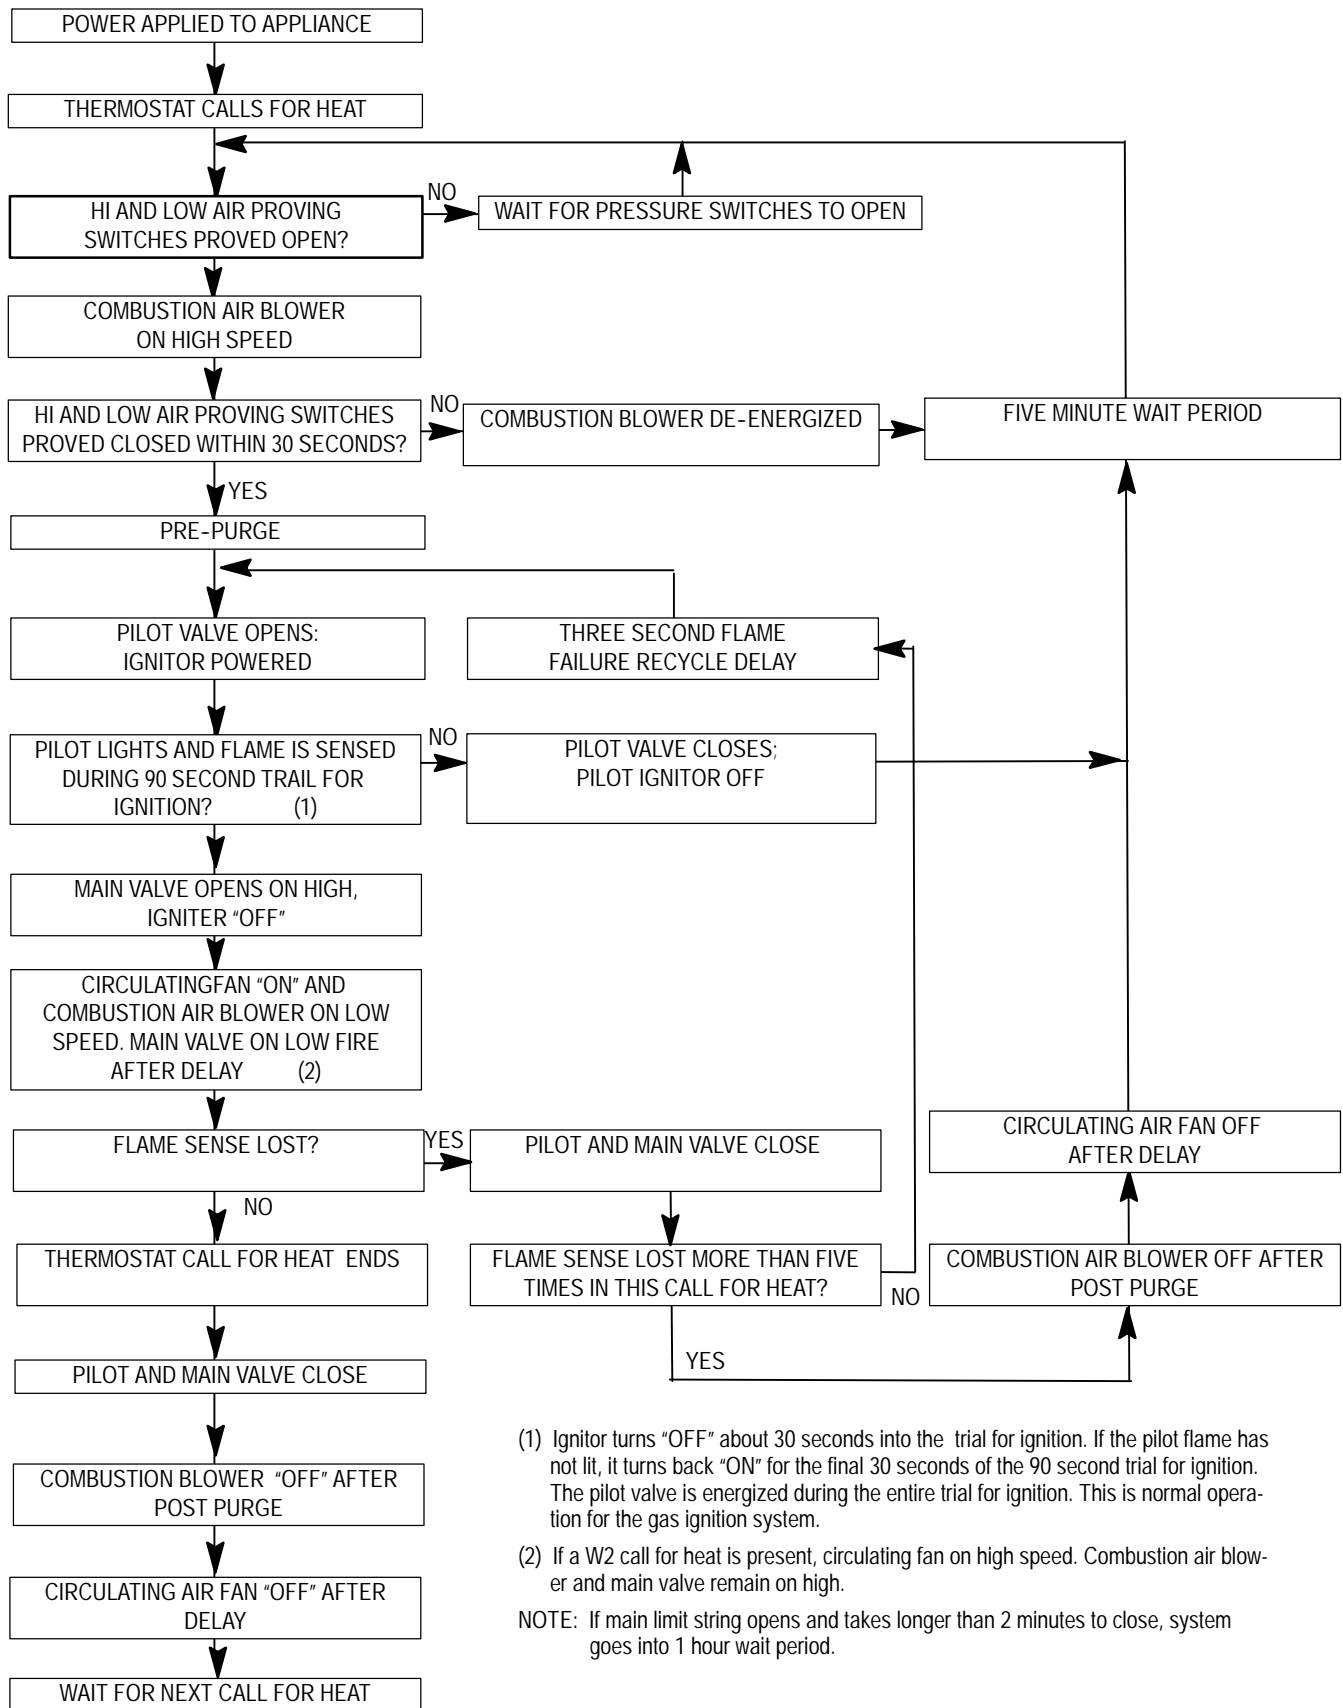 POWER APPLIED TO APPLIANCE
THERMOSTAT CALLS FOR HEAT
HI AND LOW AIR PROVING
SWITCHES PROVED OPEN?
NO
WAIT FOR PRESSURE SWITCHES TO OPEN
COMBUSTION AIR BLOWER
ON HIGH SPEED
HI AND LOW AIR PROVING SWITCHES
PROVED CLOSED WITHIN 30 SECONDS?
NO
COMBUSTION BLOWER DE-ENERGIZED
FIVE MINUTE WAIT PERIOD
YES
PRE-PURGE
PILOT VALVE OPENS:
IGNITOR POWERED
THREE SECOND FLAME
FAILURE RECYCLE DELAY
PILOT LIGHTS AND FLAME IS SENSED
DURING 90 SECOND TRAIL FOR
IGNITION? (1)
NO
PILOT VALVE CLOSES;
PILOT IGNITOR OFF
MAIN VALVE OPENS ON HIGH,
IGNITER “OFF”
CIRCULATINGFAN “ON” AND
COMBUSTION AIR BLOWER ON LOW
SPEED. MAIN VALVE ON LOW FIRE
AFTER DELAY (2)
FLAME SENSE LOST?
YES
PILOT AND MAIN VALVE CLOSE
CIRCULATING AIR FAN OFF
AFTER DELAY
NO
THERMOSTAT CALL FOR HEAT ENDS
FLAME SENSE LOST MORE THAN FIVE
TIMES IN THIS CALL FOR HEAT?
NO
COMBUSTION AIR BLOWER OFF AFTER
POST PURGE
YES
PILOT AND MAIN VALVE CLOSE
COMBUSTION BLOWER “OFF” AFTER
POST PURGE
CIRCULATING AIR FAN “OFF” AFTER
DELAY
WAIT FOR NEXT CALL FOR HEAT
(1) Ignitor turns “OFF” about 30 seconds into the trial for ignition. If the pilot flame has
not lit, it turns back “ON” for the final 30 seconds of the 90 second trial for ignition.
The pilot valve is energized during the entire trial for ignition. This is normal opera-
tion for the gas ignition system.
(2) If a W2 call for heat is present, circulating fan on high speed. Combustion air blow-
er and main valve remain on high.
NOTE: If main limit string opens and takes longer than 2 minutes to close, system
goes into 1 hour wait period.